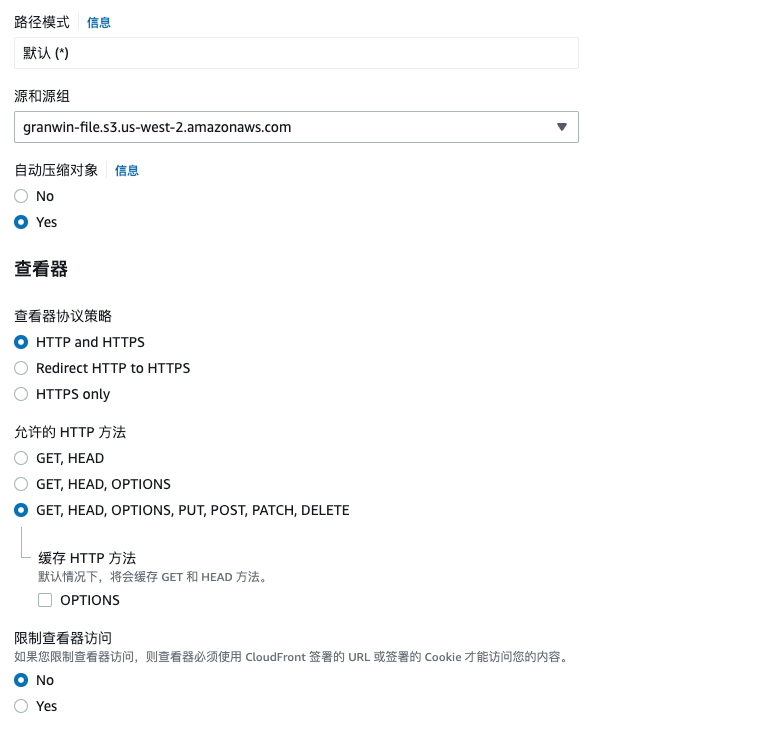 路径模式 信息
默认 (*)
源和源组
granwin-file.s3.us-west-2.amazonaws.com
自动压缩对象 信息
No
Yes
查看器
查看器协议策略
HTTP and HTTPS
Redirect HTTP to HTTPS
HTTPS only
允许的 HTTP 方法
GET, HEAD
GET, HEAD, OPTIONS
GET, HEAD, OPTIONS, PUT, POST, PATCH, DELETE
缓存 HTTP 方法
默认情况下，将会缓存 GET 和 HEAD 方法。
OPTIONS
限制查看器访问
如果您限制查看器访问，则查看器必须使用 CloudFront 签署的 URL 或签署的 Cookie 才能访问您的内容。
No
Yes